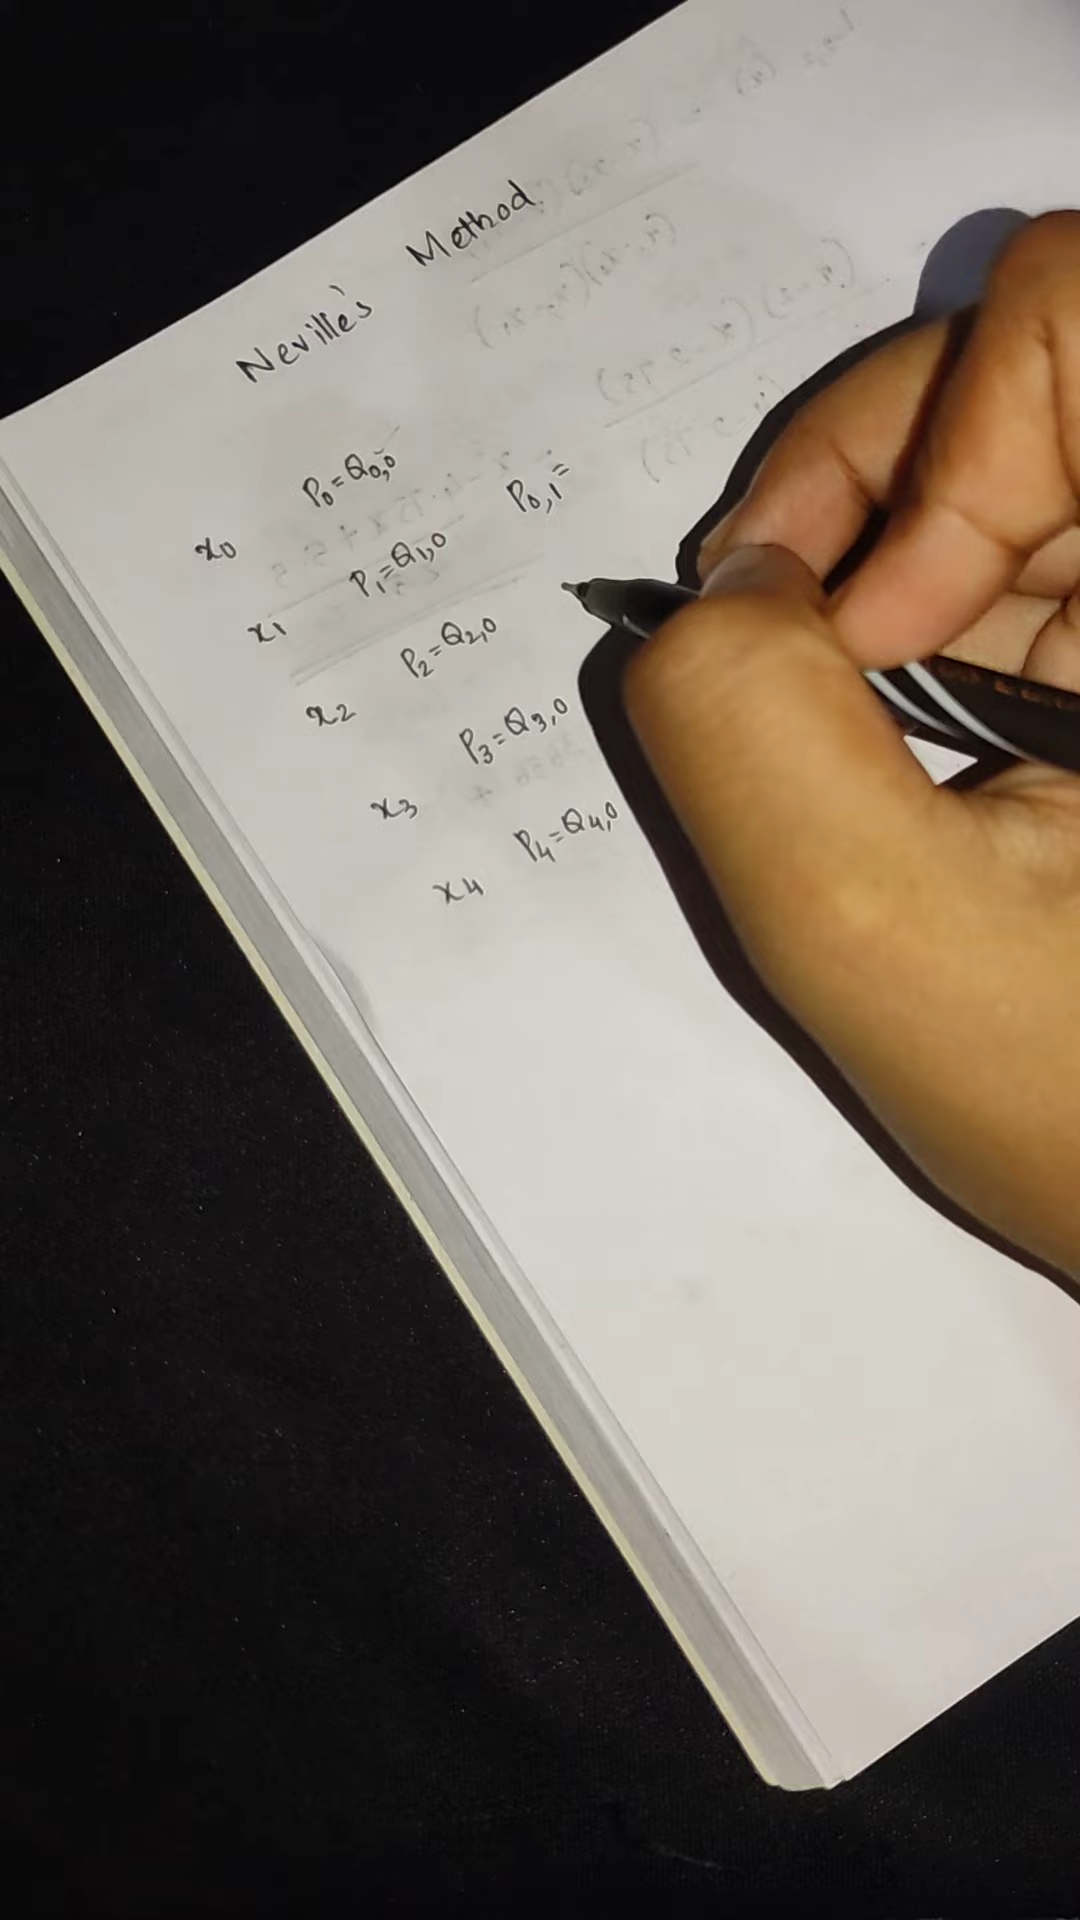 Neville's Method
x0 P0=Q0,0
x1 P1=Q1,0 P0,1=
x2 P2=Q2,0
x3 P3=Q3,0
x4 P4=Q4,0